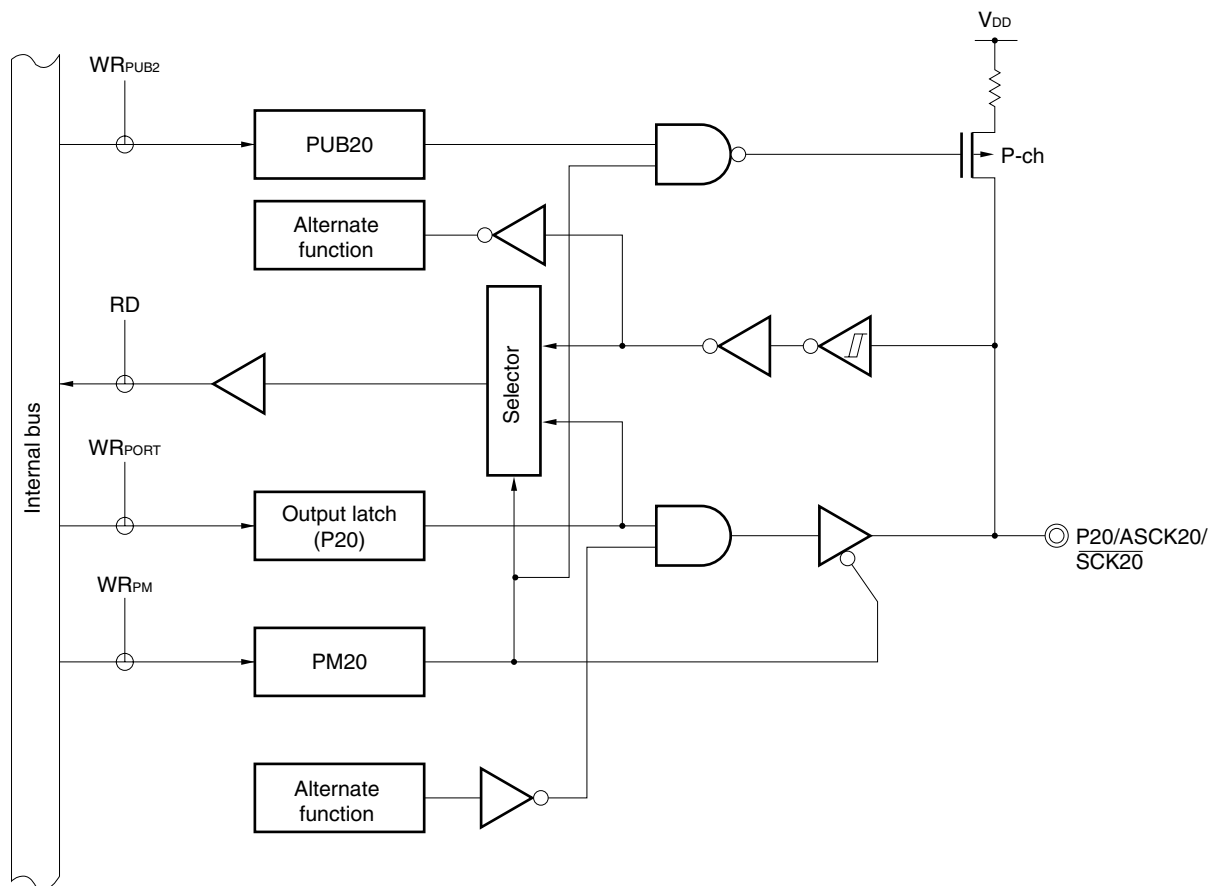 VDD
WRPUB2
PUB20
P-ch
Alternate
function
RD
Selector
Internal bus
WRPORT
Output latch
(P20)
P20/ASCK20/
SCK20
WRPM
PM20
Alternate
function